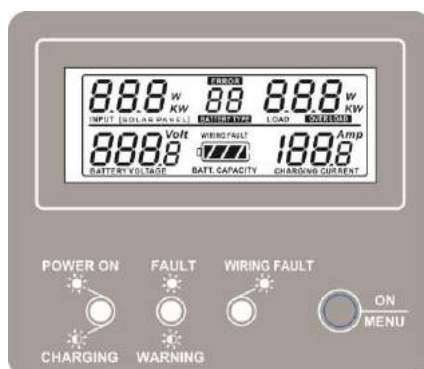 ERROR
8.8.8 W KW 88 8.8.8 W KW
INPUT [SOLAR PANEL] BATTERY TYPE LOAD OVER LOAD
888.8 Volt WIRING FAULT 188.8 Amp
BATTERY VOLTAGE BATT. CAPACITY CHARGING CURRENT
POWER ON FAULT WIRING FAULT
ON
MENU
CHARGING WARNING